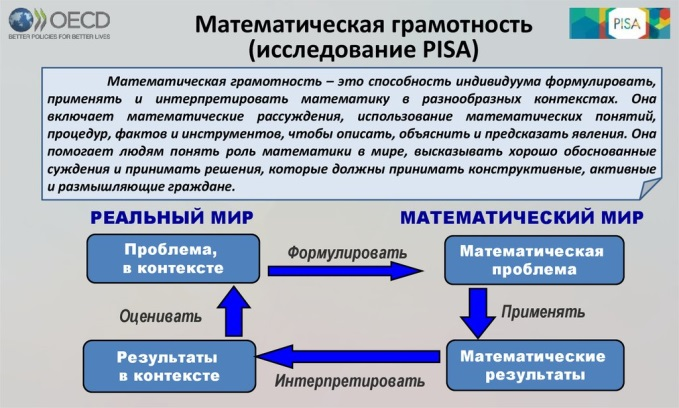 OECD
BETTER POLICIES FOR BETTER LIVES
Математическая грамотность
(исследование PISA)
PISA
Математическая грамотность – это способность индивидуума формулировать,
применять и интерпретировать математику в разнообразных контекстах. Она
включает математические рассуждения, использование математических понятий,
процедур, фактов и инструментов, чтобы описать, объяснить и предсказать явления. Она
помогает людям понять роль математики в мире, высказывать хорошо обоснованные
суждения и принимать решения, которые должны принимать конструктивные, активные
и размышляющие граждане.
РЕАЛЬНЫЙ МИР
МАТЕМАТИЧЕСКИЙ МИР
Проблема,
в контексте
Формулировать
Математическая
проблема
Оценивать
Применять
Результаты
в контексте
Интерпретировать
Математические
результаты